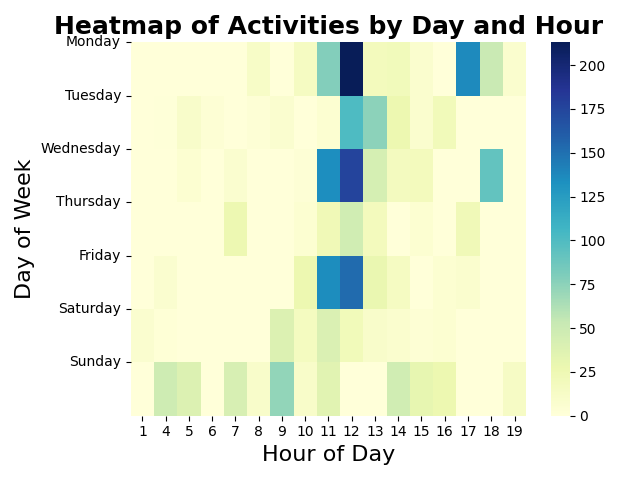 Heatmap of Activities by Day and Hour
Monday
Tuesday
Wednesday
Thursday
Friday
Saturday
Sunday
Day of Week
1 4 5 6 7 8 9 10 11 12 13 14 15 16 17 18 19
Hour of Day
200
175
150
125
100
75
50
25
0